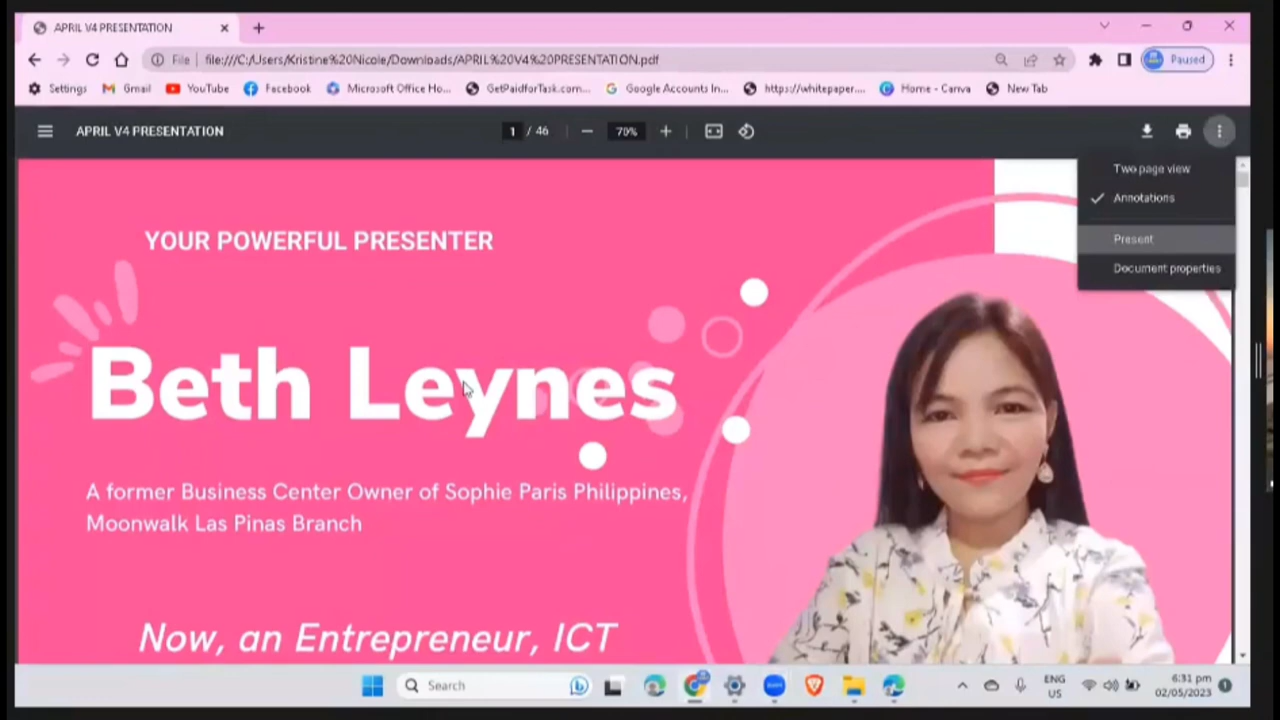 APRIL V4 PRESENTATION
File file:///C:/Users/Kristine%20Nicole/Downloads/APRIL%20V4%20PRESENTATION.pdf Paused
Settings Gmail YouTube Facebook Microsoft Office Ho... GetPaidforTask.com... Google Accounts In... https://whitepaper.... Home - Canva New Tab
APRIL V4 PRESENTATION 1 / 46 70%
Two page view
Annotations
Present
Document properties
YOUR POWERFUL PRESENTER
Beth Leynes
A former Business Center Owner of Sophie Paris Philippines,
Moonwalk Las Pinas Branch
Now, an Entrepreneur, ICT
Search ENG 6:31 pm
US 02/05/2023